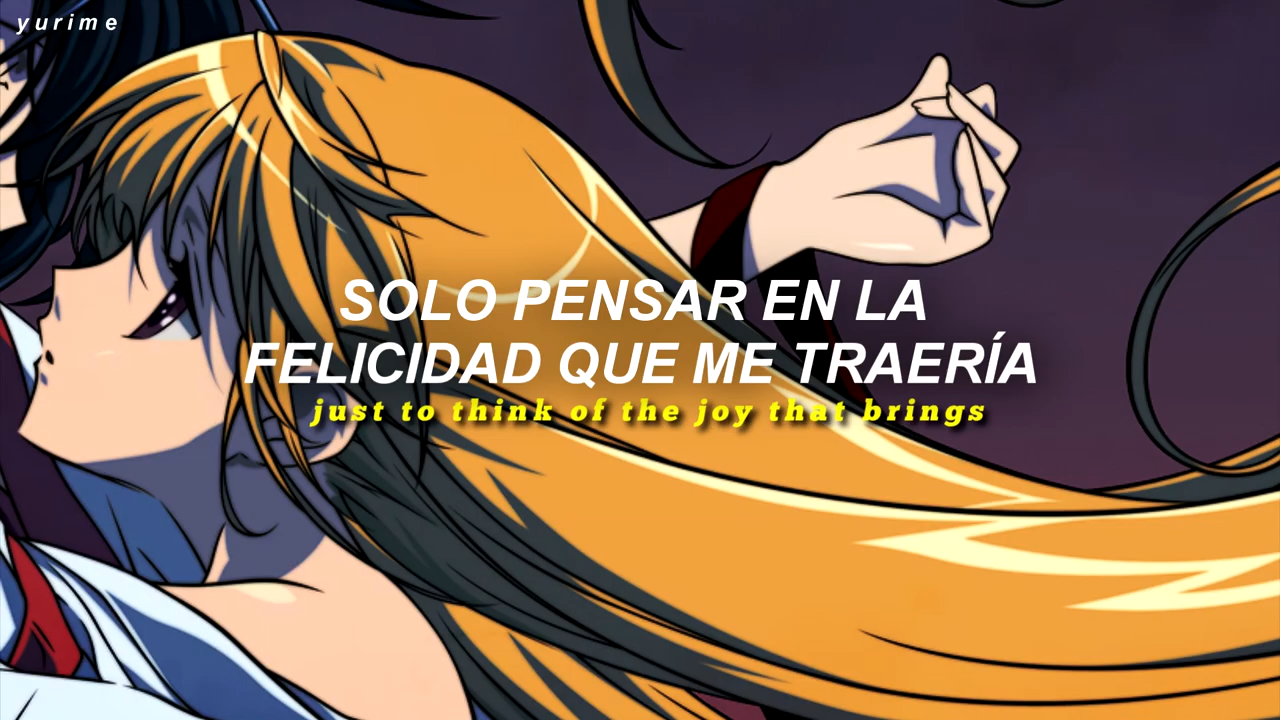 yurime
SOLO PENSAR EN LA
FELICIDAD QUE ME TRAERÍA
just to think of the joy that brings